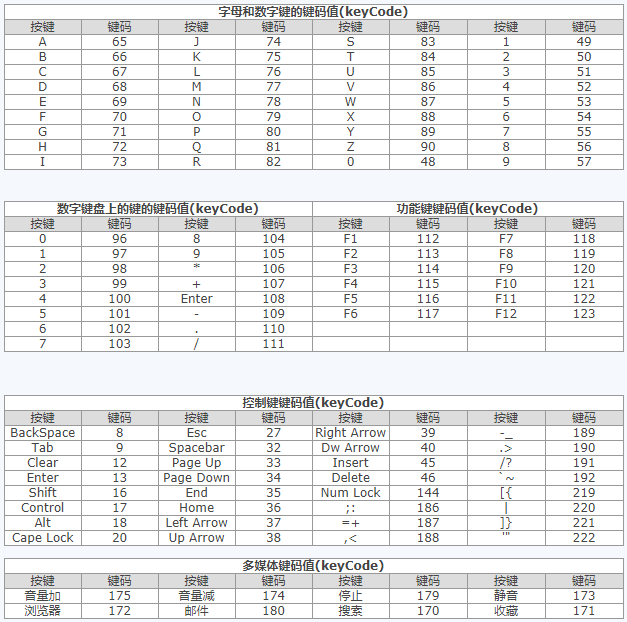 字母和数字键的键码值(keyCode)
按键 键码 按键 键码 按键 键码 按键 键码
A 65 J 74 S 83 1 49
B 66 K 75 T 84 2 50
C 67 L 76 U 85 3 51
D 68 M 77 V 86 4 52
E 69 N 78 W 87 5 53
F 70 O 79 X 88 6 54
G 71 P 80 Y 89 7 55
H 72 Q 81 Z 90 8 56
I 73 R 82 0 48 9 57
数字键盘上的键的键码值(keyCode) 功能键键码值(keyCode)
按键 键码 按键 键码 按键 键码 按键 键码
0 96 8 104 F1 112 F7 118
1 97 9 105 F2 113 F8 119
2 98 * 106 F3 114 F9 120
3 99 + 107 F4 115 F10 121
4 100 Enter 108 F5 116 F11 122
5 101 - 109 F6 117 F12 123
6 102 . 110
7 103 / 111
控制键键码值(keyCode)
按键 键码 按键 键码 按键 键码 按键 键码
BackSpace 8 Esc 27 Right Arrow 39 -_ 189
Tab 9 Spacebar 32 Dw Arrow 40 .> 190
Clear 12 Page Up 33 Insert 45 /? 191
Enter 13 Page Down 34 Delete 46 `~ 192
Shift 16 End 35 Num Lock 144 [{ 219
Control 17 Home 36 ;: 186 | 220
Alt 18 Left Arrow 37 =+ 187 ]} 221
Cape Lock 20 Up Arrow 38 ,< 188 '" 222
多媒体键码值(keyCode)
按键 键码 按键 键码 按键 键码 按键 键码
音量加 175 音量减 174 停止 179 静音 173
浏览器 172 邮件 180 搜索 170 收藏 171